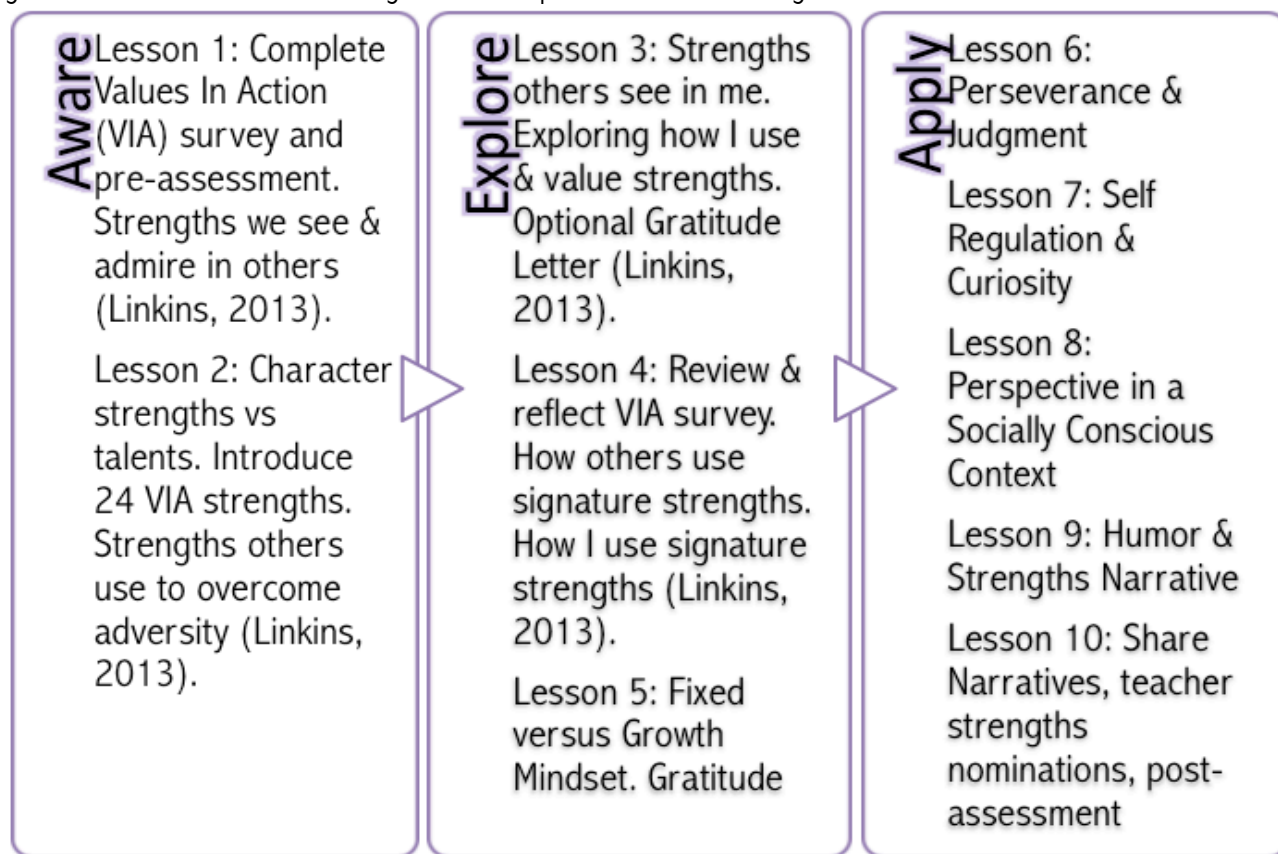 Aware
Lesson 1: Complete
Values In Action
(VIA) survey and
pre-assessment.
Strengths we see &
admire in others
(Linkins, 2013).
Lesson 2: Character
strengths vs
talents. Introduce
24 VIA strengths.
Strengths others
use to overcome
adversity (Linkins,
2013).
Explore
Lesson 3: Strengths
others see in me.
Exploring how I use
& value strengths.
Optional Gratitude
Letter (Linkins,
2013).
Lesson 4: Review &
reflect VIA survey.
How others use
signature strengths.
How I use signature
strengths (Linkins,
2013).
Lesson 5: Fixed
versus Growth
Mindset. Gratitude
Apply
Lesson 6:
Perseverance &
Judgment
Lesson 7: Self
Regulation &
Curiosity
Lesson 8:
Perspective in a
Socially Conscious
Context
Lesson 9: Humor &
Strengths Narrative
Lesson 10: Share
Narratives, teacher
strengths
nominations, post-
assessment